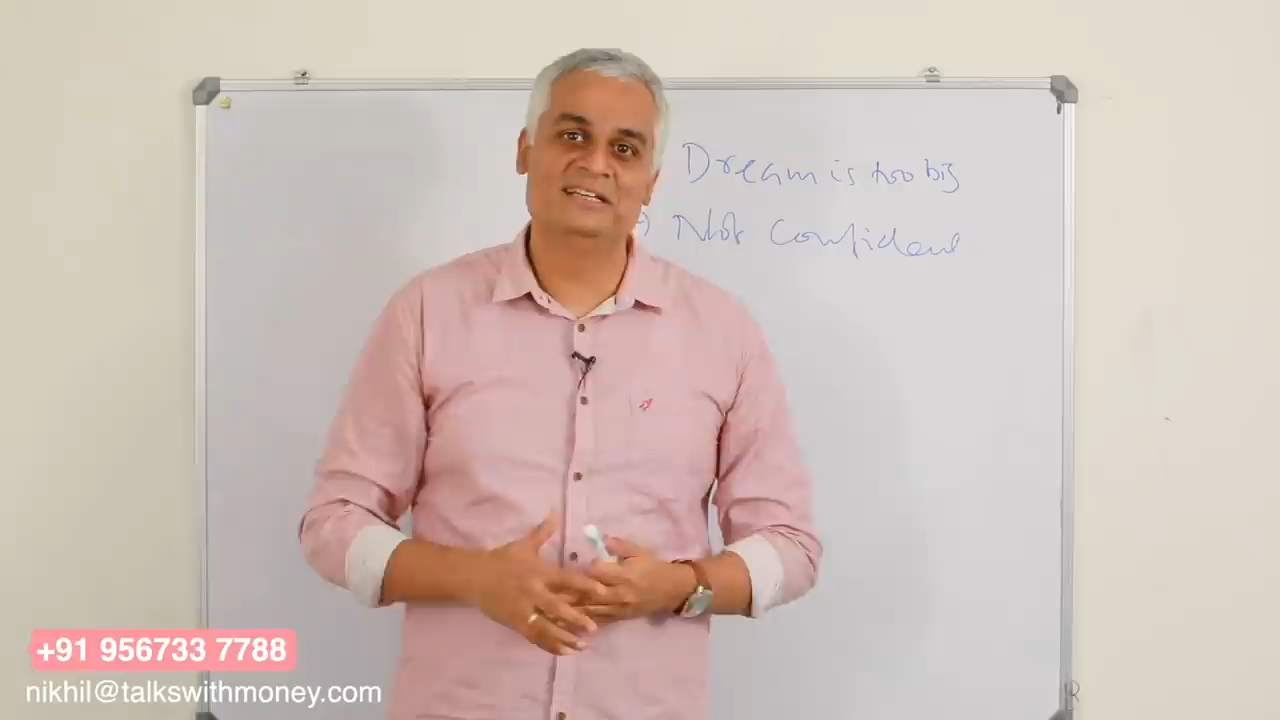 Dream is too big
) Not Confident
+91 956733 7788
nikhil@talkswithmoney.com